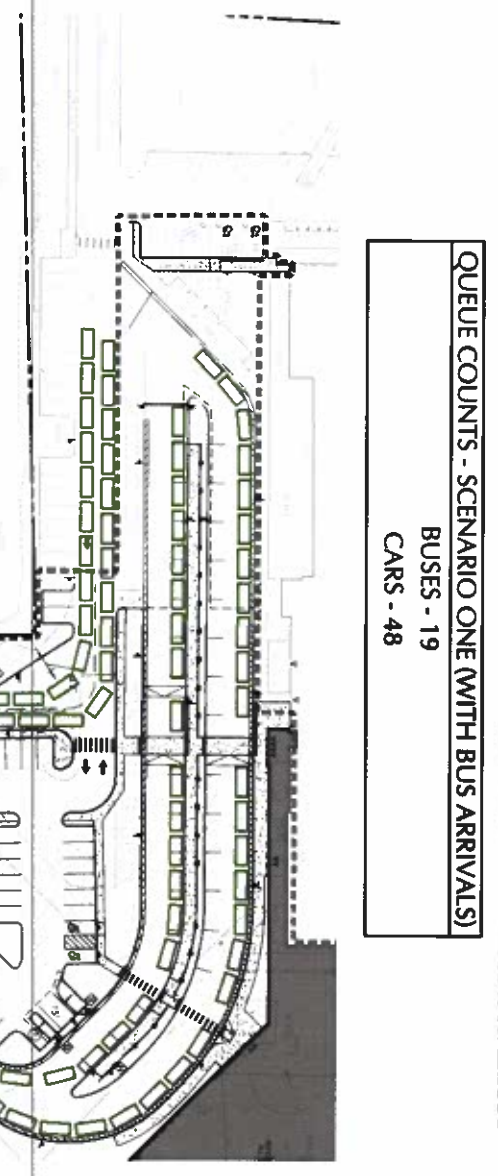 QUEUE COUNTS - SCENARIO ONE (WITH BUS ARRIVALS)
BUSES - 19
CARS - 48